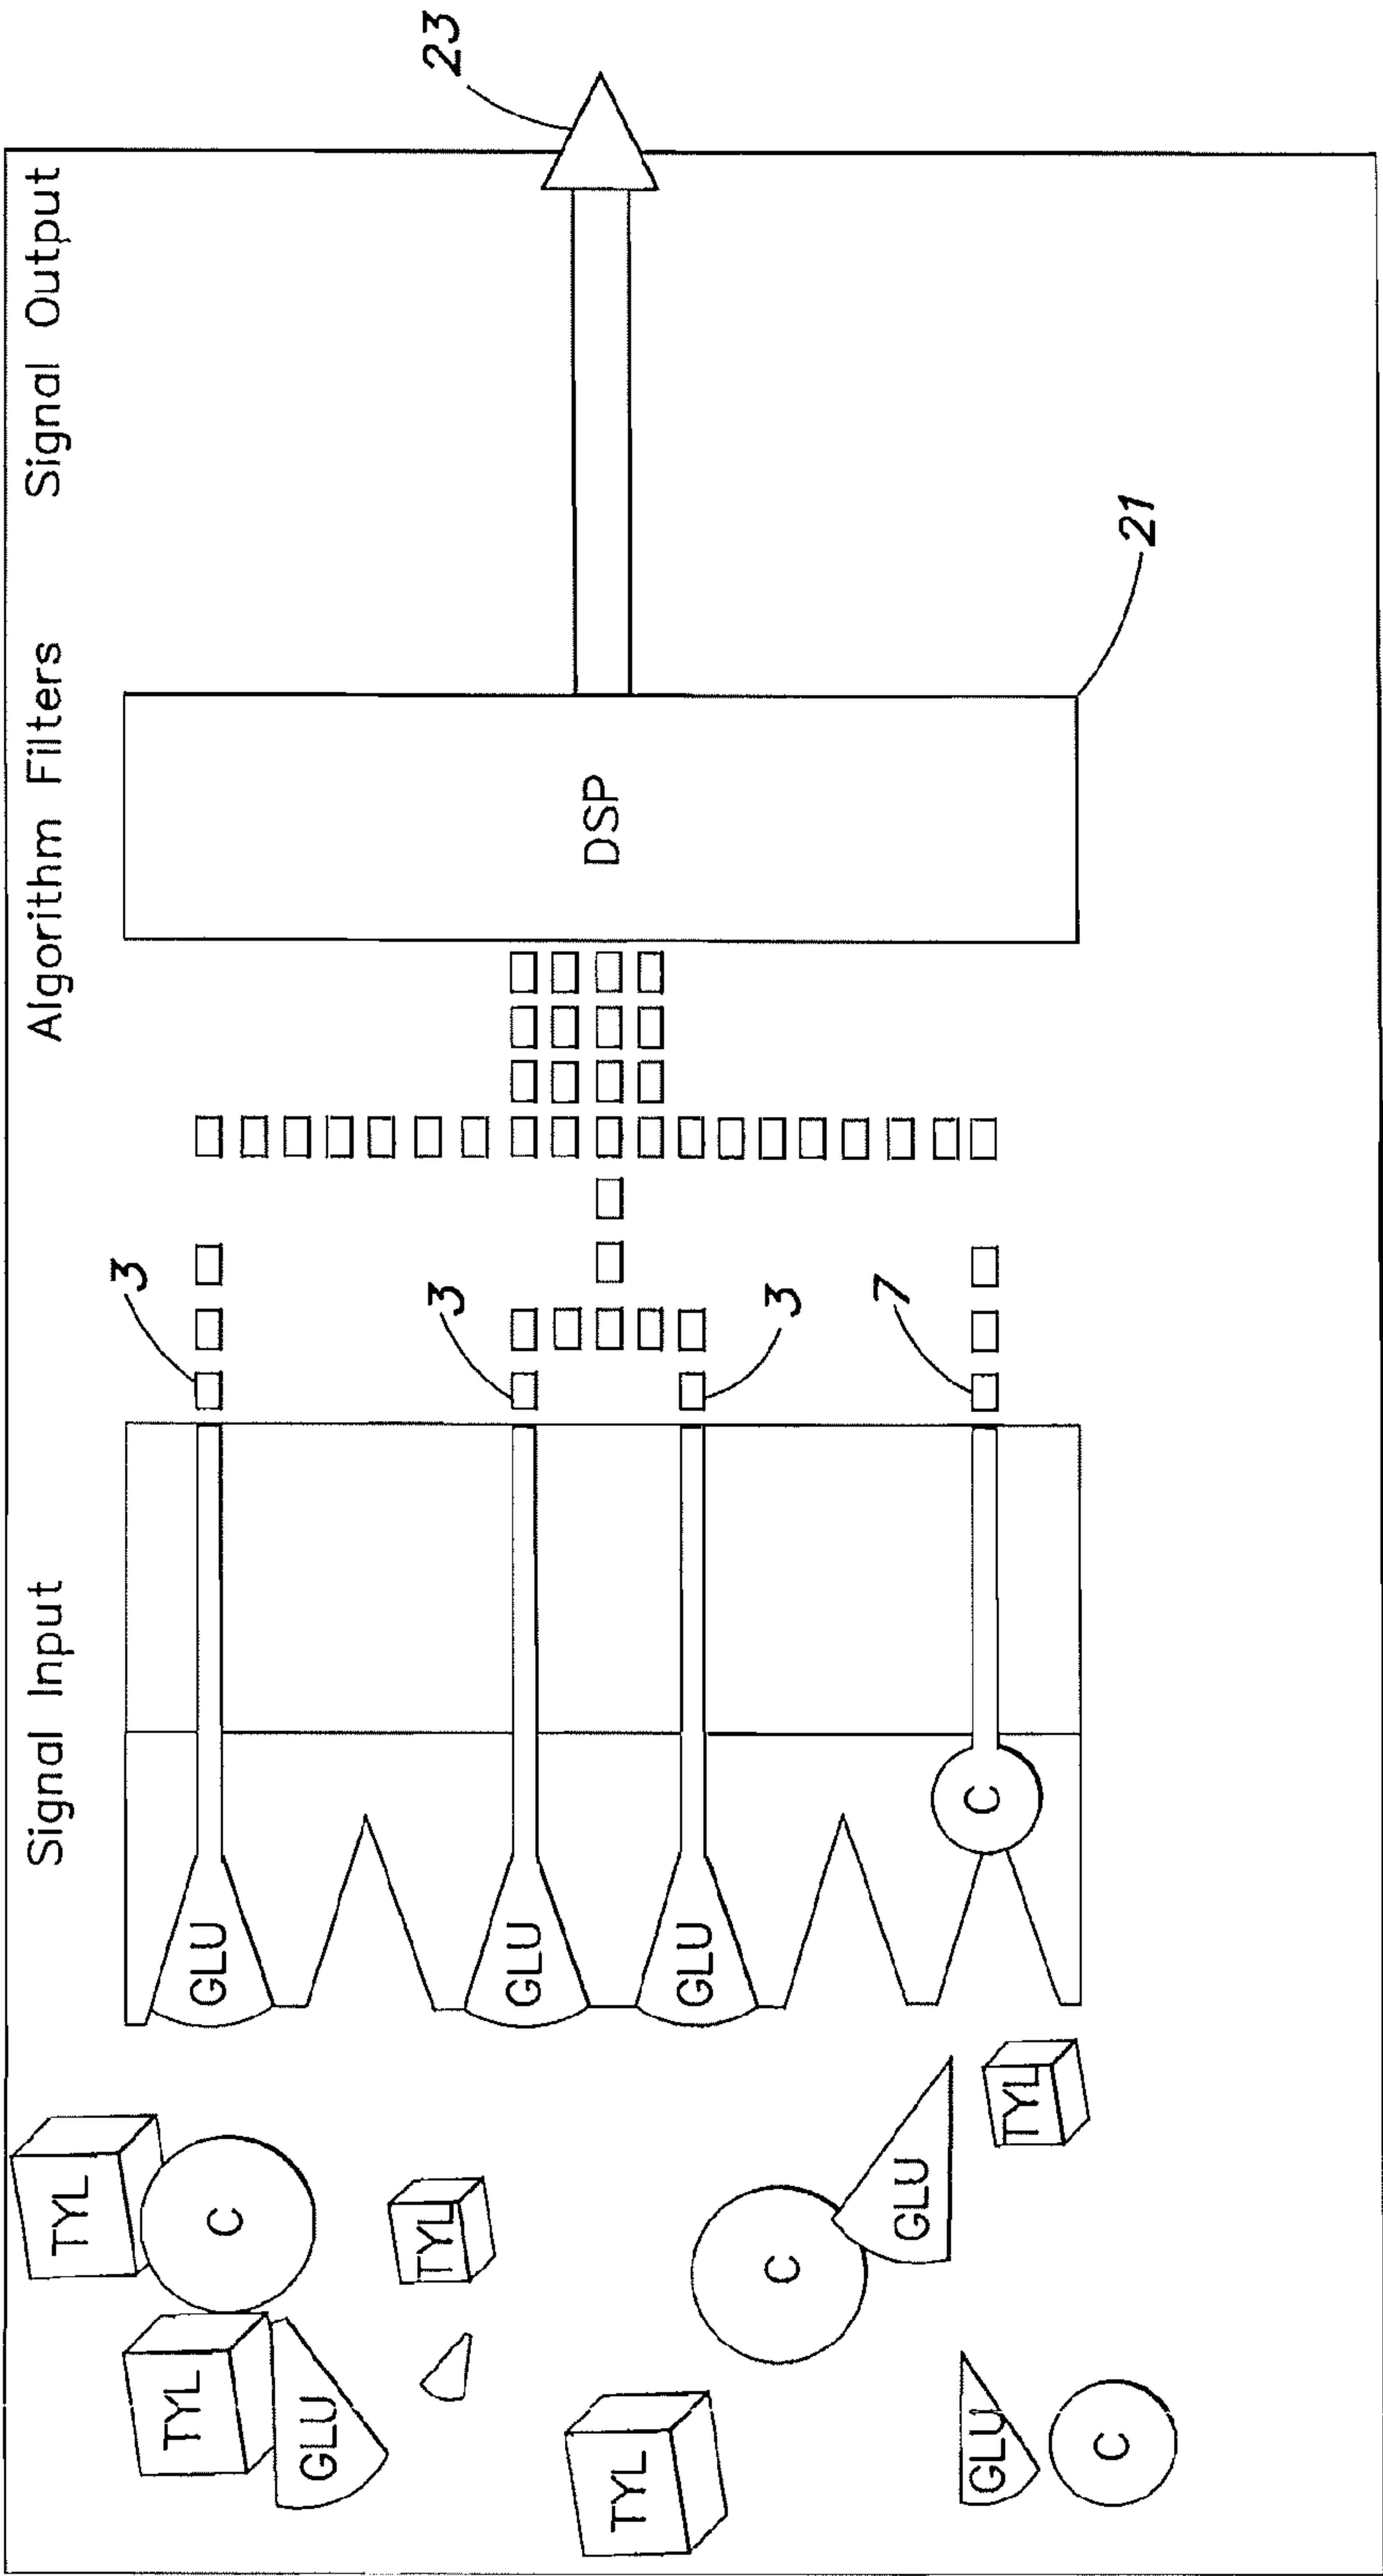 Signal Input
Algorithm Filters
Signal Output
TYL
3
TYL
C
GLU
GLU
3
TYL
23
GLU
3
GLU
DSP
TYL
C
7
GLU
GLU
C
TYL
C
21